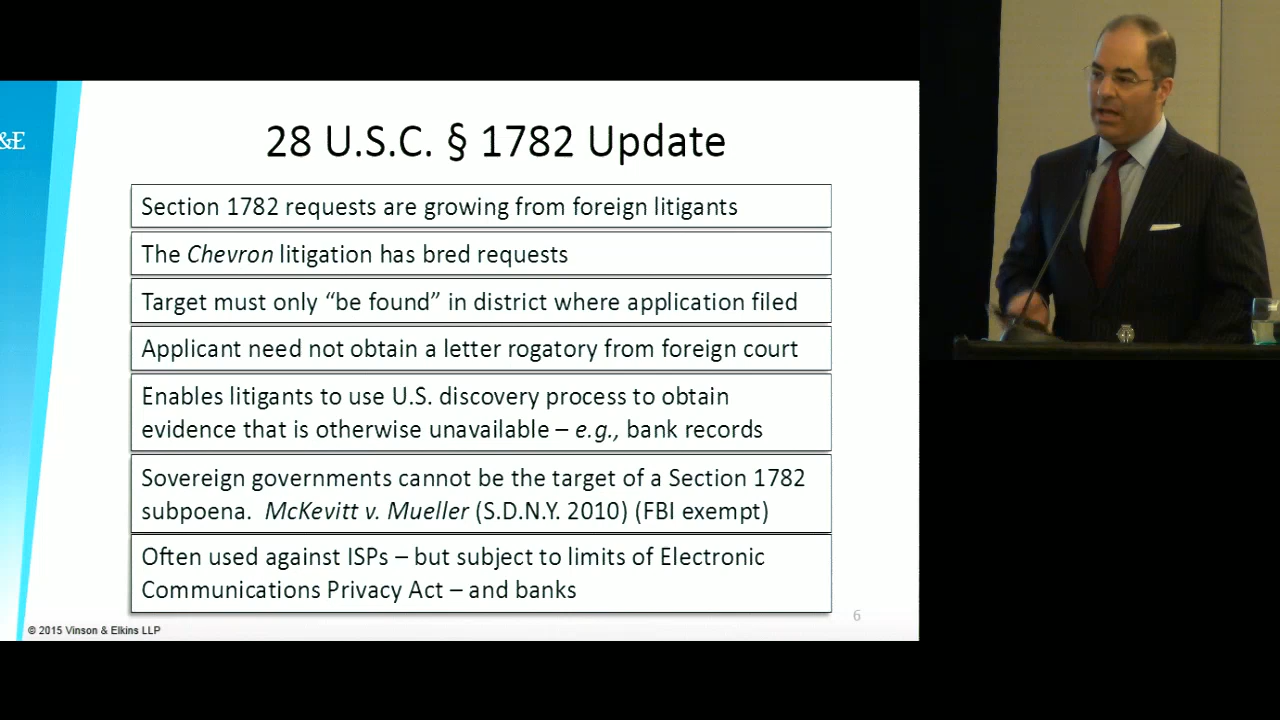 &E
28 U.S.C. § 1782 Update
Section 1782 requests are growing from foreign litigants
The Chevron litigation has bred requests
Target must only “be found” in district where application filed
Applicant need not obtain a letter rogatory from foreign court
Enables litigants to use U.S. discovery process to obtain
evidence that is otherwise unavailable – e.g., bank records
Sovereign governments cannot be the target of a Section 1782
subpoena. McKevitt v. Mueller (S.D.N.Y. 2010) (FBI exempt)
Often used against ISPs – but subject to limits of Electronic
Communications Privacy Act – and banks
6
© 2015 Vinson & Elkins LLP